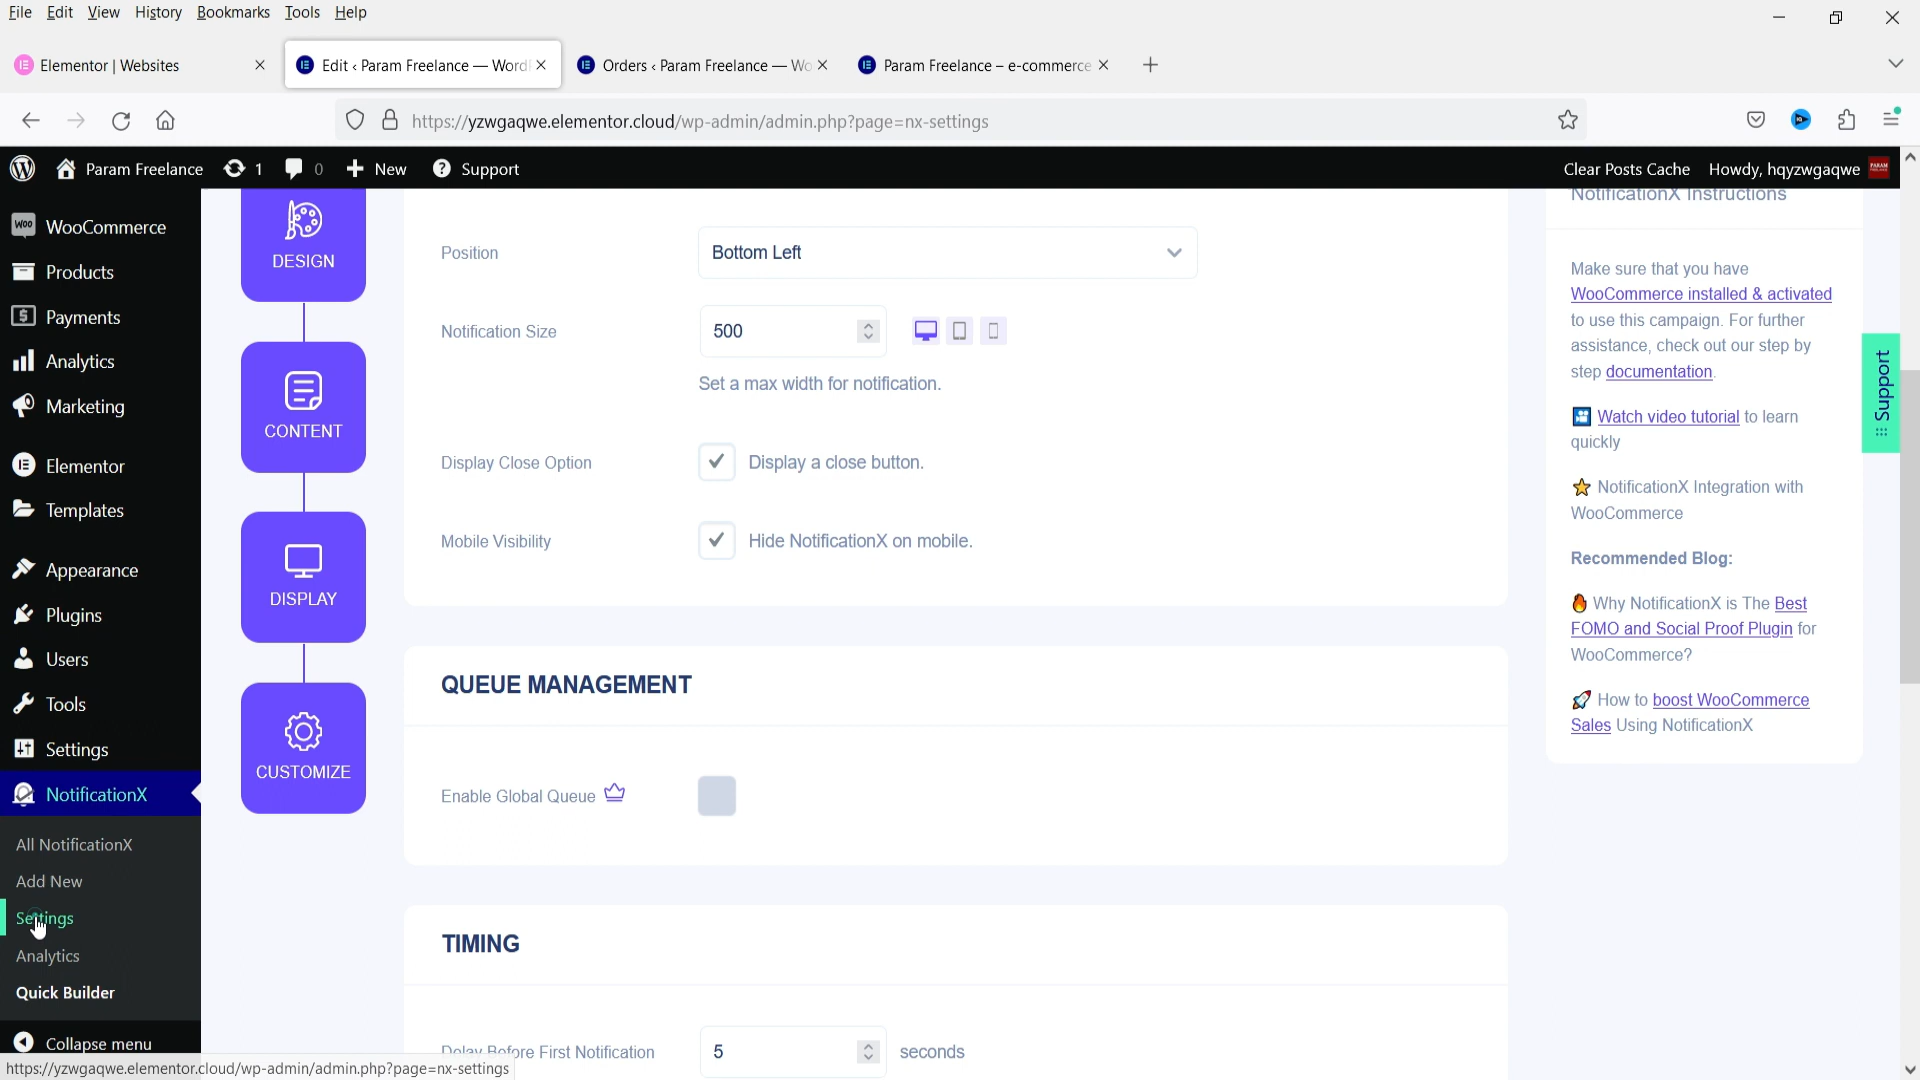 File Edit View History Bookmarks Tools Help
Elementor | Websites
Edit ‹ Param Freelance — Word
Orders ‹ Param Freelance — Wo
Param Freelance – e-commerce
https://yzwgaqwe.elementor.cloud/wp-admin/admin.php?page=nx-settings
Param Freelance
1
0
New
Support
Clear Posts Cache
Howdy, hqyzwgaqwe
WooCommerce
Products
Payments
Analytics
Marketing
Elementor
Templates
Appearance
Plugins
Users
Tools
Settings
NotificationX
All NotificationX
Add New
Settings
Analytics
Quick Builder
Collapse menu
https://yzwgaqwe.elementor.cloud/wp-admin/admin.php?page=nx-settings
DESIGN
CONTENT
DISPLAY
CUSTOMIZE
Position
Bottom Left
Notification Size
500
Set a max width for notification.
Display Close Option
Display a close button.
Mobile Visibility
Hide NotificationX on mobile.
QUEUE MANAGEMENT
Enable Global Queue
TIMING
Delay Before First Notification
5
seconds
NotificationX Instructions
Make sure that you have
WooCommerce installed & activated
to use this campaign. For further
assistance, check out our step by
step documentation.
Watch video tutorial to learn
quickly
NotificationX Integration with
WooCommerce
Recommended Blog:
Why NotificationX is The Best
FOMO and Social Proof Plugin for
WooCommerce?
How to boost WooCommerce
Sales Using NotificationX
Support